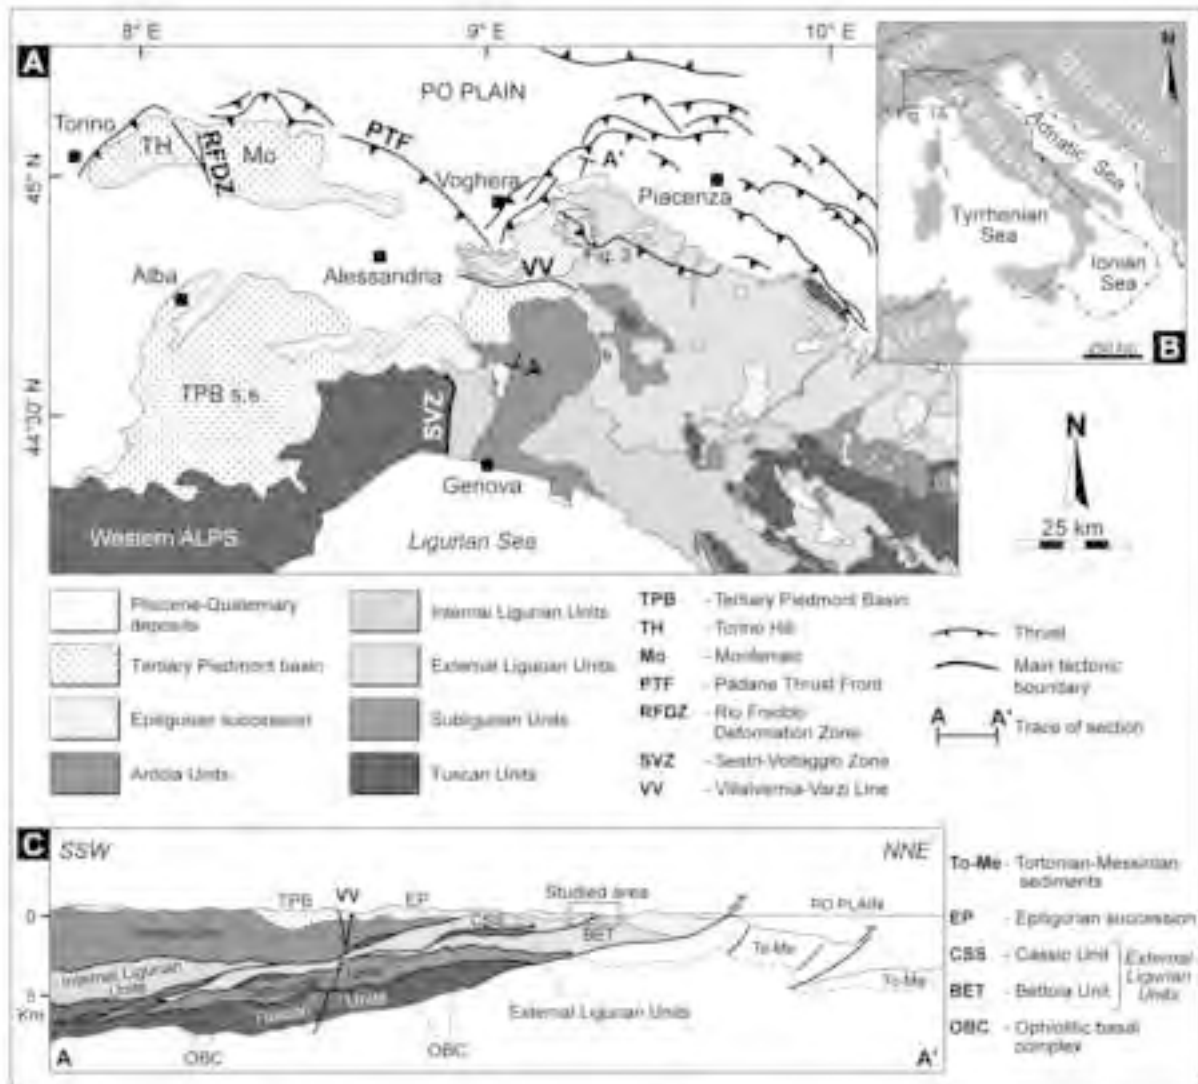 8° E
9° E
10° E
A
PO PLAIN
Torino
TH
RFDZ
Mo
PTF
45° N
Voghera
A'
Piacenza
Alba
Alessandria
VV
Fig. 3
TPB s.s.
SVZ
A
44°30' N
Genova
Western ALPS
Ligurian Sea
N
Adriatic Sea
Tyrrhenian
Sea
Ionian
Sea
B
N
25 km
Pliocene-Quaternary
deposits
Tertiary Piedmont basin
Epiligurian succession
Antola Units
Internal Ligurian Units
External Ligurian Units
Subligurian Units
Tuscan Units
TPB - Tertiary Piedmont Basin
TH - Torino Hill
Mo - Monferrato
PTF - Padane Thrust Front
RFDZ - Rio Freddo
Deformation Zone
SVZ - Sestri-Voltaggio Zone
VV - Villalvernia-Varzi Line
Thrust
Main tectonic
boundary
A A' Trace of section
C
SSW
NNE
TPB
VV
EP
Studied area
CSS
BET
PO PLAIN
To-Me
To-Me
0
5
Km
Internal Ligurian
Units
Tuscan Units
External Ligurian Units
OBC
OBC
A
A'
To-Me - Tortonian-Messinian
sediments
EP - Epiligurian succession
CSS - Cassio Unit
BET - Bettola Unit
External
Ligurian
Units
OBC - Ophiolitic basal
complex